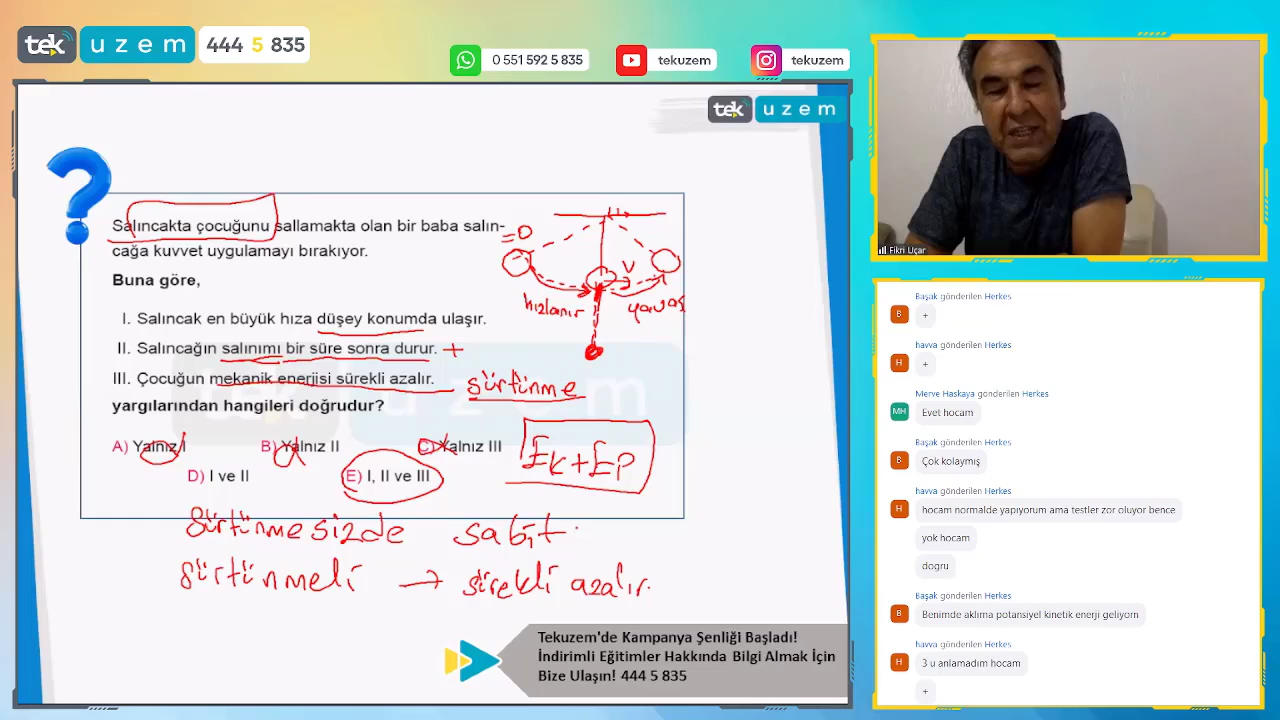 tek uzem 444 5 835
0 551 592 5 835 tekuzem tekuzem
tek uzem
Salıncakta çocuğunu sallamakta olan bir baba salın-
cağa kuvvet uygulamayı bırakıyor.
Buna göre,
I. Salıncak en büyük hıza düşey konumda ulaşır.
II. Salıncağın salınımı bir süre sonra durur. +
III. Çocuğun mekanik enerjisi sürekli azalır.
yargılarından hangileri doğrudur?
A) Yalnız I B) Yalnız II C) Yalnız III
D) I ve II E) I, II ve III
=0
V
hızlanır
yavaş
sürtünme
Ek+Ep
Sürtünmesizde sabit.
Sürtünmeli → sürekli azalır.
Tekuzem'de Kampanya Şenliği Başladı!
İndirimli Eğitimler Hakkında Bilgi Almak İçin
Bize Ulaşın! 444 5 835
Fikri Uçar
Başak gönderilen Herkes
B +
havva gönderilen Herkes
H +
Merve Haskaya gönderilen Herkes
MH Evet hocam
Başak gönderilen Herkes
B Çok kolaymış
havva gönderilen Herkes
H hocam normalde yapıyorum ama testler zor oluyor bence
yok hocam
dogru
Başak gönderilen Herkes
B Benimde aklıma potansiyel kinetik enerji geliyorn
havva gönderilen Herkes
H 3 u anlamadım hocam
+